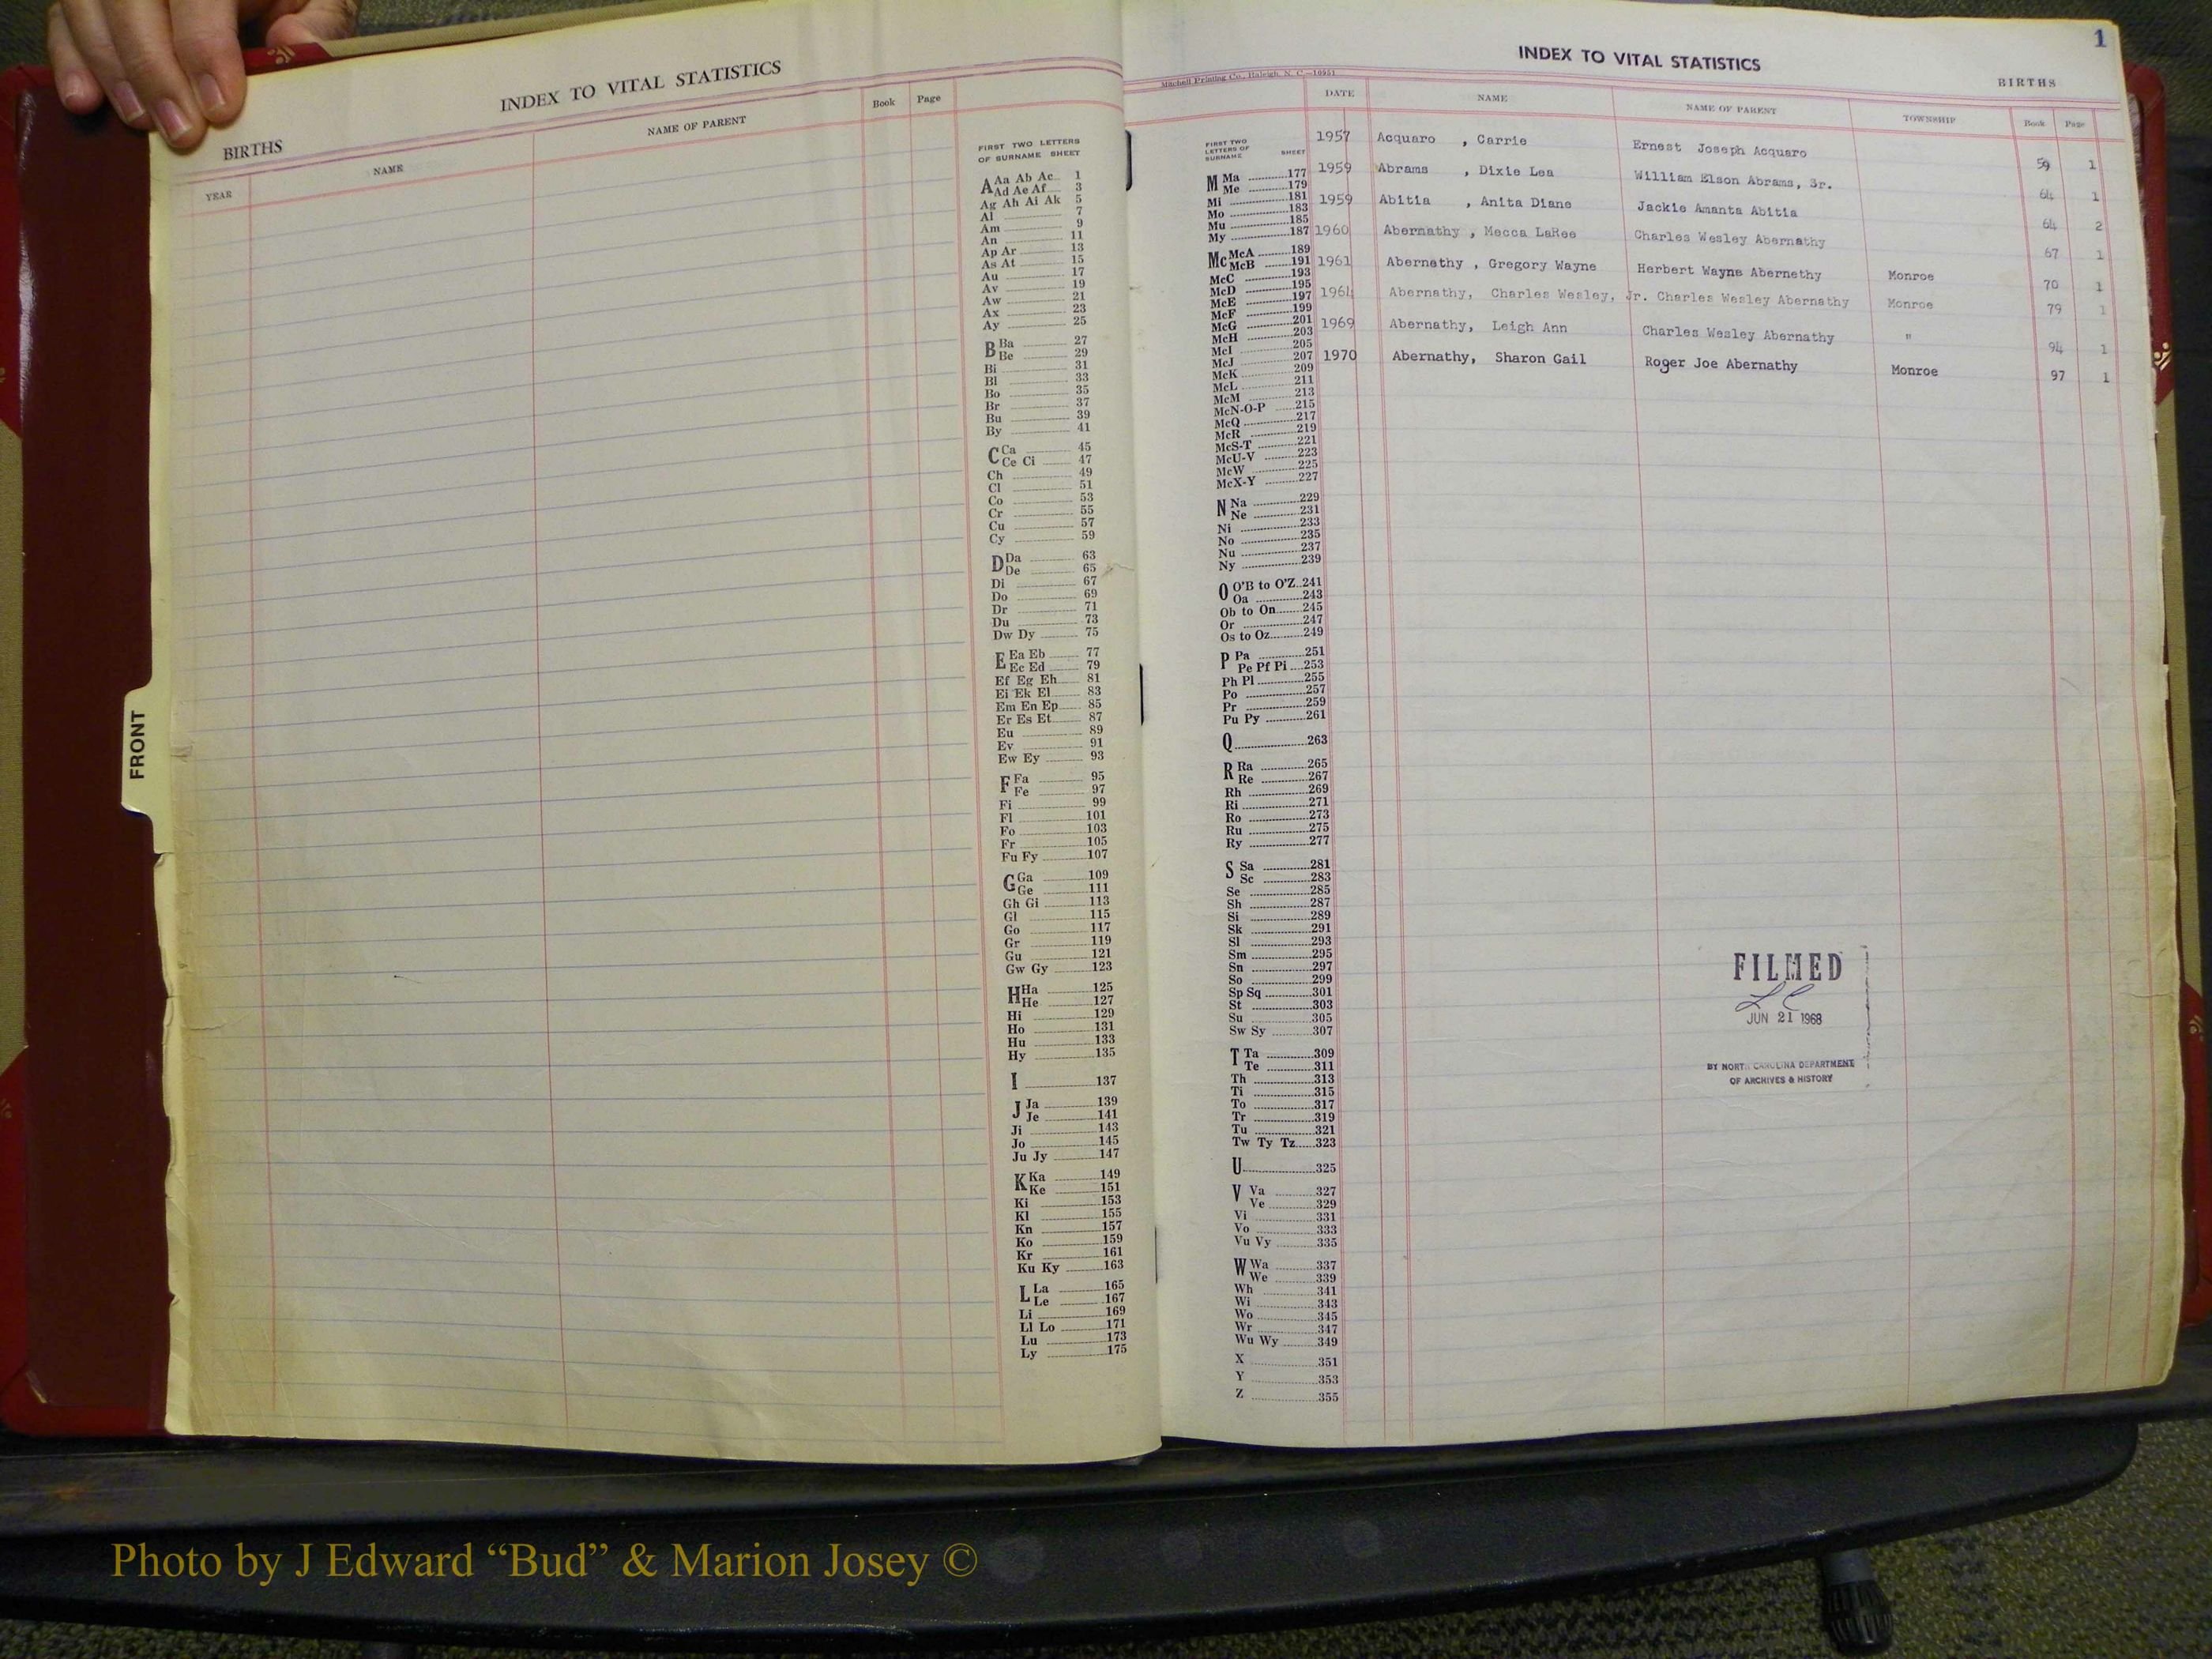 INDEX TO VITAL STATISTICS
BIRTHS
YEAR NAME NAME OF PARENT Book Page
FIRST TWO LETTERS
OF SURNAME SHEET
A Aa Ab Ac 1
Ad Ae Af 3
Ag Ah Ai Ak 5
Al 7
Am 9
An 11
Ap Ar 13
As At 15
Au 17
Av 19
Aw 21
Ax 23
Ay 25
B Ba 27
Be 29
Bi 31
Bl 33
Bo 35
Br 37
Bu 39
By 41
C Ca 45
Ce Ci 47
Ch 49
Cl 51
Co 53
Cr 55
Cu 57
Cy 59
D Da 63
De 65
Di 67
Do 69
Dr 71
Du 73
Dw Dy 75
E Ea Eb 77
Ec Ed 79
Ef Eg Eh 81
Ei Ek El 83
Em En Ep 85
Er Es Et 87
Eu 89
Ev 91
Ew Ey 93
F Fa 95
Fe 97
Fi 99
Fl 101
Fo 103
Fr 105
Fu Fy 107
G Ga 109
Ge 111
Gh Gi 113
Gl 115
Go 117
Gr 119
Gu 121
Gw Gy 123
H Ha 125
He 127
Hi 129
Ho 131
Hu 133
Hy 135
I 137
J Ja 139
Je 141
Ji 143
Jo 145
Ju Jy 147
K Ka 149
Ke 151
Ki 153
Kl 155
Kn 157
Ko 159
Kr 161
Ku Ky 163
L La 165
Le 167
Li 169
Ll Lo 171
Lu 173
Ly 175
FRONT
1
INDEX TO VITAL STATISTICS
Mitchell Printing Co., Raleigh, N. C.—10951
BIRTHS
DATE NAME NAME OF PARENT TOWNSHIP Book Page
1957 Acquaro , Carrie Ernest Joseph Acquaro 59 1
1959 Abrams , Dixie Lea William Elson Abrams, Sr. 64 1
1959 Abitia , Anita Diane Jackie Amanta Abitia 64 2
1960 Abernathy , Mecca LaRee Charles Wesley Abernathy 67 1
1961 Abernathy , Gregory Wayne Herbert Wayne Abernethy Monroe 70 1
1964 Abernathy, Charles Wesley, Jr. Charles Wesley Abernathy Monroe 79 1
1969 Abernathy, Leigh Ann Charles Wesley Abernathy " 94 1
1970 Abernathy, Sharon Gail Roger Joe Abernathy Monroe 97 1
FIRST TWO
LETTERS OF
SURNAME SHEET
M Ma 177
Me 179
Mi 181
Mo 183
Mu 185
My 187
Mc McA 189
McB 191
McC 193
McD 195
McE 197
McF 199
McG 201
McH 203
McI 205
McJ 207
McK 209
McL 211
McM 213
McN-O-P 215
McQ 217
McR 219
McS-T 221
McU-V 223
McW 225
McX-Y 227
N Na 229
Ne 231
Ni 233
No 235
Nu 237
Ny 239
O O'B to O'Z 241
Oa 243
Ob to On 245
Or 247
Os to Oz 249
P Pa 251
Pe Pf Pi 253
Ph Pl 255
Po 257
Pr 259
Pu Py 261
Q 263
R Ra 265
Re 267
Rh 269
Ri 271
Ro 273
Ru 275
Ry 277
S Sa 281
Sc 283
Se 285
Sh 287
Si 289
Sk 291
Sl 293
Sm 295
Sn 297
So 299
Sp Sq 301
St 303
Su 305
Sw Sy 307
T Ta 309
Te 311
Th 313
Ti 315
To 317
Tr 319
Tu 321
Tw Ty Tz 323
U 325
V Va 327
Ve 329
Vi 331
Vo 333
Vu Vy 335
W Wa 337
We 339
Wh 341
Wi 343
Wo 345
Wr 347
Wu Wy 349
X 351
Y 353
Z 355
FILMED
JUN 21 1968
BY NORTH CAROLINA DEPARTMENT
OF ARCHIVES & HISTORY
Photo by J Edward “Bud” & Marion Josey ©